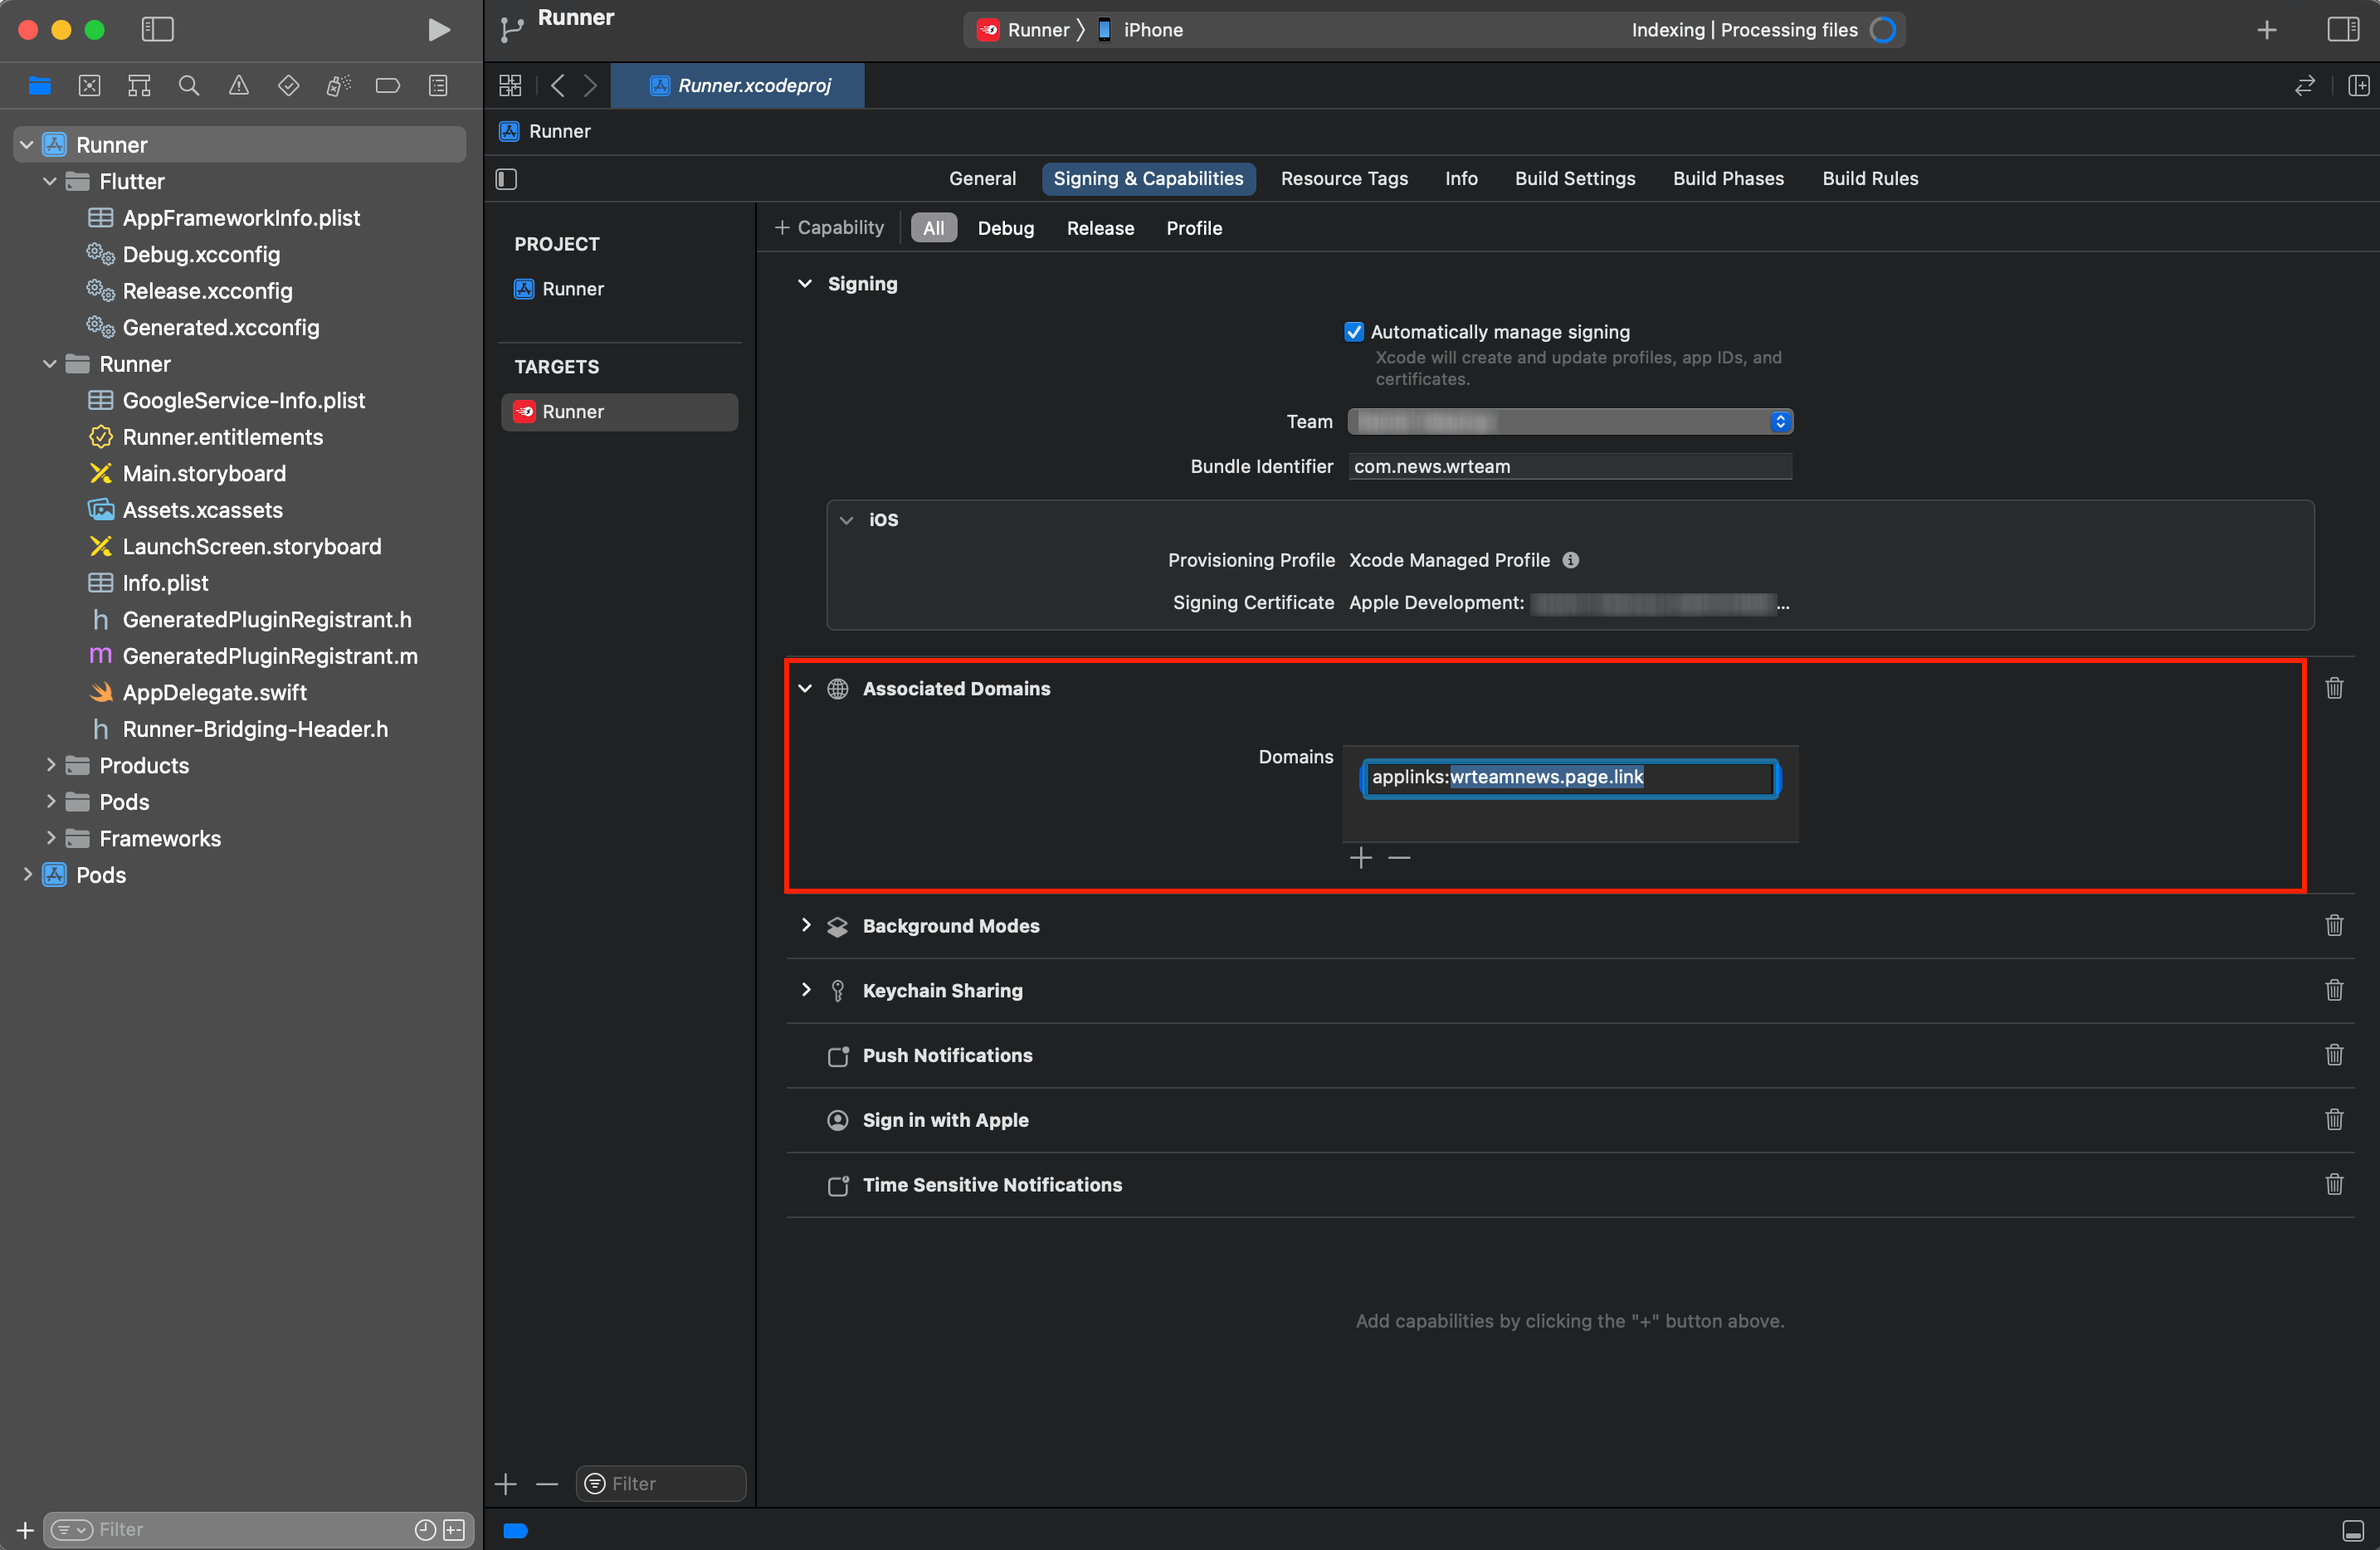 Runner
Runner
iPhone
Indexing | Processing files
Runner.xcodeproj
Runner
General
Signing & Capabilities
Resource Tags
Info
Build Settings
Build Phases
Build Rules
Runner
Flutter
AppFrameworkInfo.plist
Debug.xcconfig
Release.xcconfig
Generated.xcconfig
Runner
GoogleService-Info.plist
Runner.entitlements
Main.storyboard
Assets.xcassets
LaunchScreen.storyboard
Info.plist
h GeneratedPluginRegistrant.h
m GeneratedPluginRegistrant.m
AppDelegate.swift
h Runner-Bridging-Header.h
Products
Pods
Frameworks
Pods
Filter
PROJECT
Runner
TARGETS
Runner
Filter
+ Capability
All
Debug
Release
Profile
Signing
Automatically manage signing
Xcode will create and update profiles, app IDs, and
certificates.
Team
Bundle Identifier com.news.wrteam
iOS
Provisioning Profile Xcode Managed Profile
Signing Certificate Apple Development: ...
Associated Domains
Domains
applinks:wrteamnews.page.link
Background Modes
Keychain Sharing
Push Notifications
Sign in with Apple
Time Sensitive Notifications
Add capabilities by clicking the "+" button above.